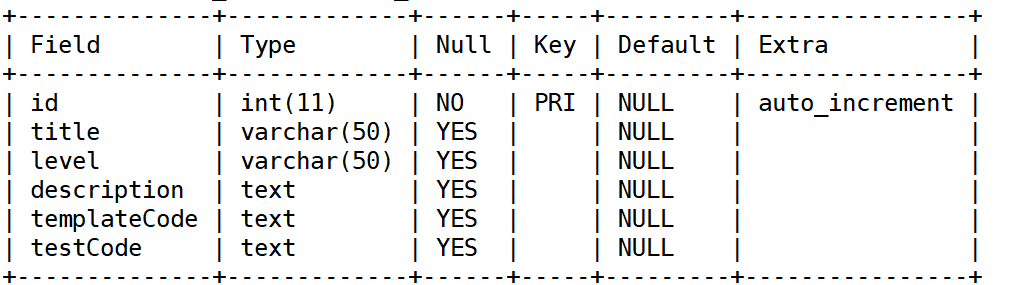 +--------------+-------------+------+-----+---------+----------------+
| Field        | Type        | Null | Key | Default | Extra          |
+--------------+-------------+------+-----+---------+----------------+
| id           | int(11)     | NO   | PRI | NULL    | auto_increment |
| title        | varchar(50) | YES  |     | NULL    |                |
| level        | varchar(50) | YES  |     | NULL    |                |
| description  | text        | YES  |     | NULL    |                |
| templateCode | text        | YES  |     | NULL    |                |
| testCode     | text        | YES  |     | NULL    |                |
+--------------+-------------+------+-----+---------+----------------+